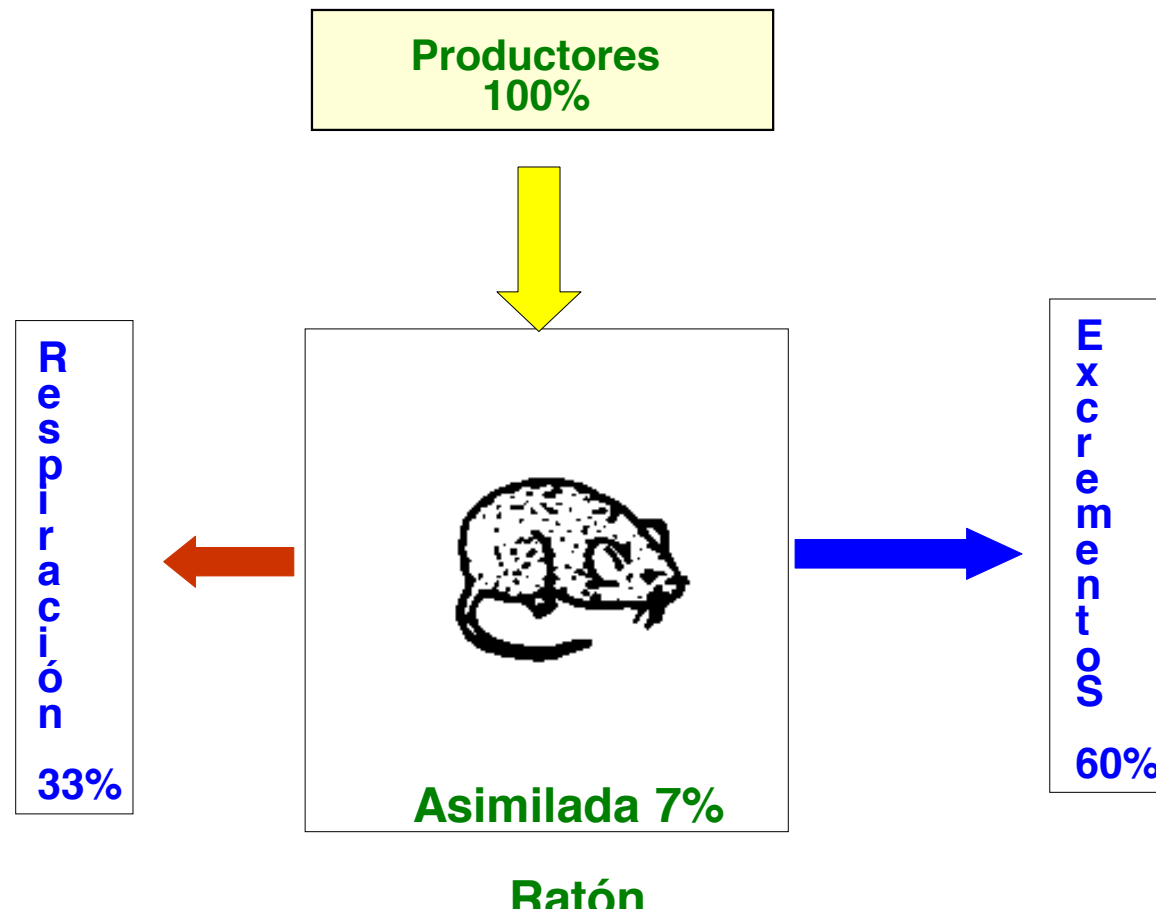 Productores
100%
Respiración
33%
ExcrementoS
60%
Asimilada 7%
Ratón